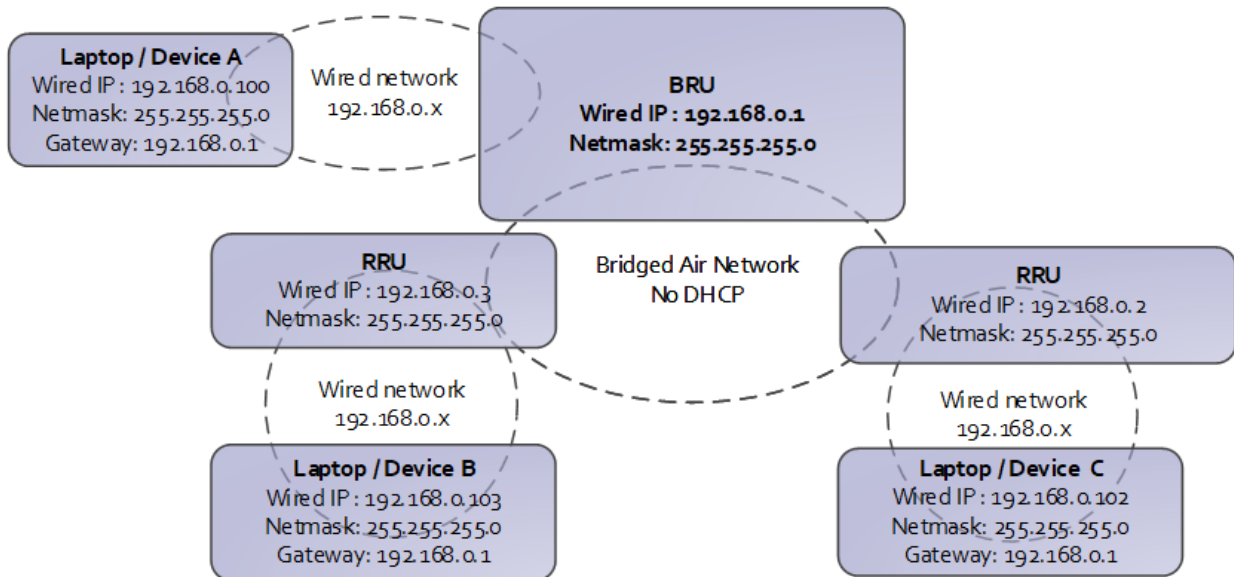 Laptop / Device A
Wired IP : 192.168.0.100
Netmask: 255.255.255.0
Gateway: 192.168.0.1
Wired network
192.168.0.x
BRU
Wired IP : 192.168.0.1
Netmask: 255.255.255.0
RRU
Wired IP : 192.168.0.3
Netmask: 255.255.255.0
Bridged Air Network
No DHCP
RRU
Wired IP : 192.168.0.2
Netmask: 255.255.255.0
Wired network
192.168.0.x
Wired network
192.168.0.x
Laptop / Device B
Wired IP : 192.168.0.103
Netmask: 255.255.255.0
Gateway: 192.168.0.1
Laptop / Device C
Wired IP : 192.168.0.102
Netmask: 255.255.255.0
Gateway: 192.168.0.1